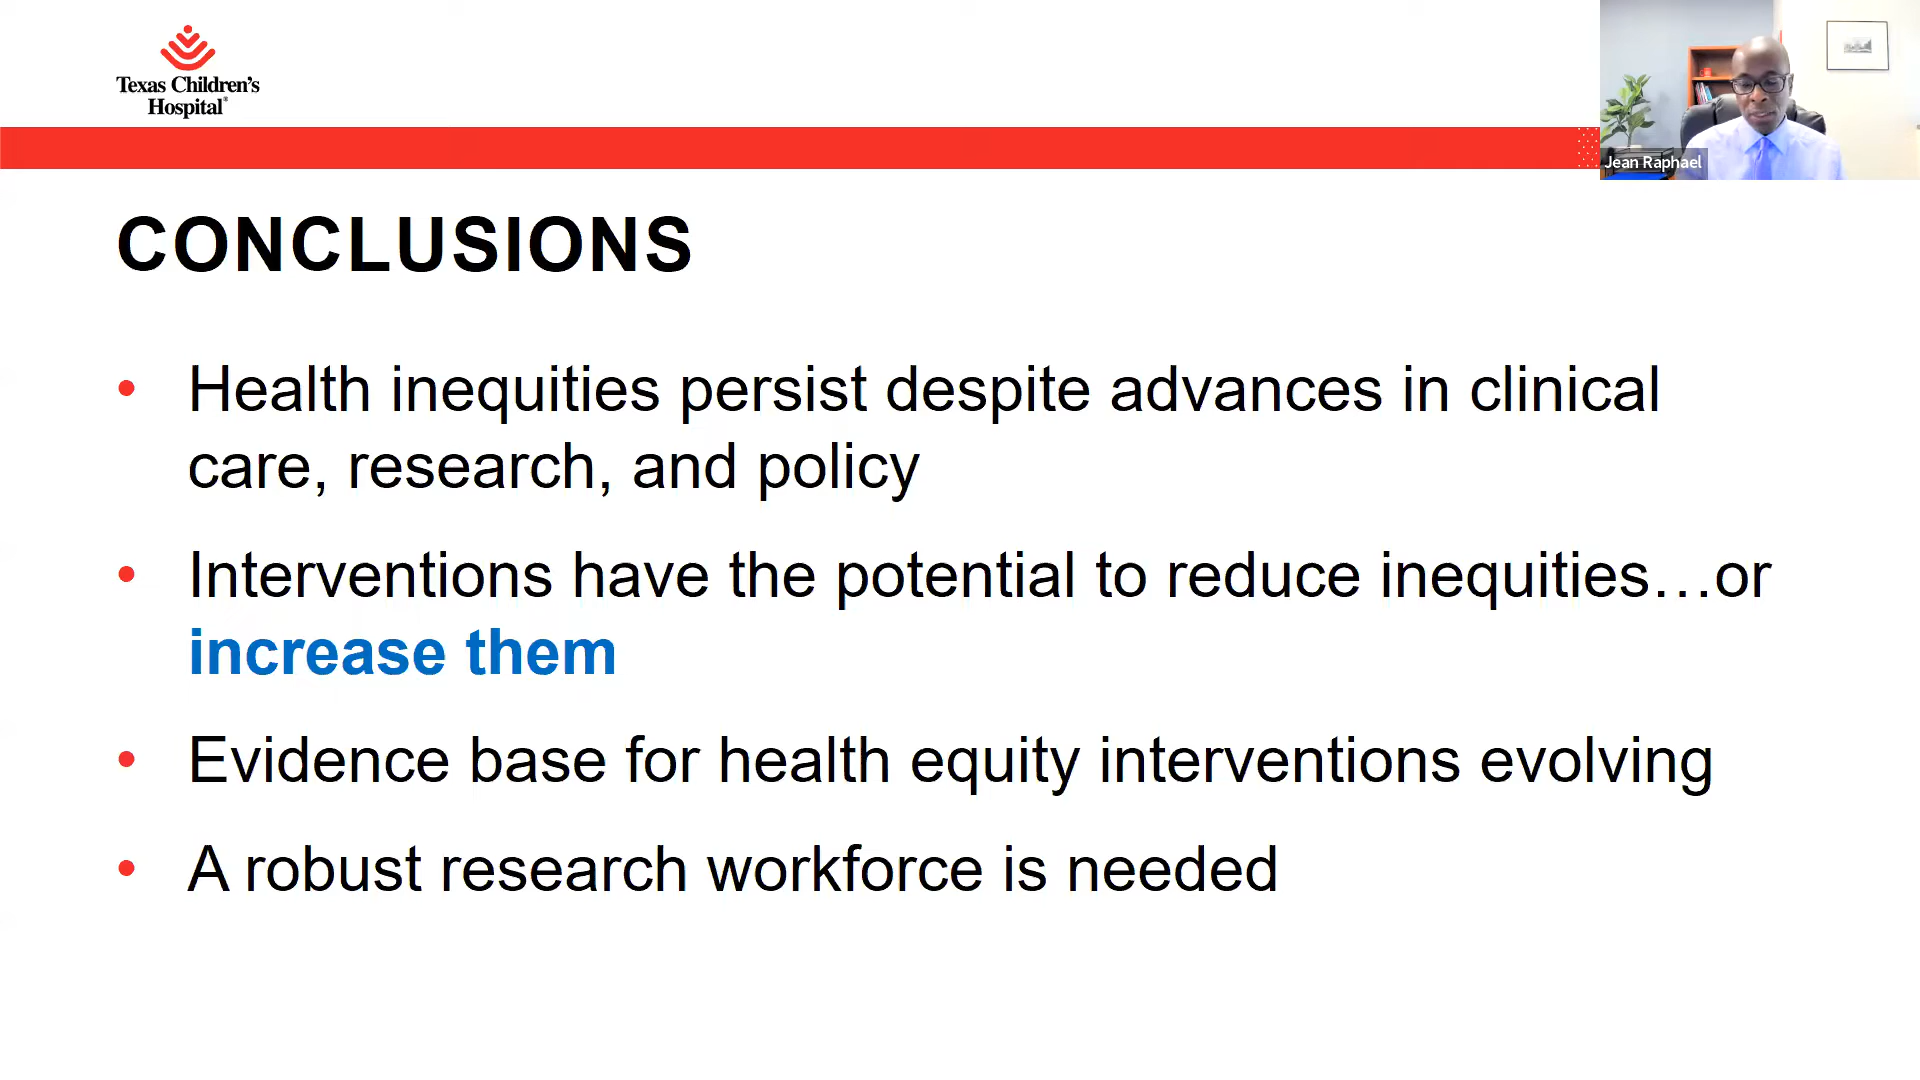 Texas Children's
Hospital®
Jean Raphael
CONCLUSIONS
• Health inequities persist despite advances in clinical
care, research, and policy
• Interventions have the potential to reduce inequities…or
increase them
• Evidence base for health equity interventions evolving
• A robust research workforce is needed